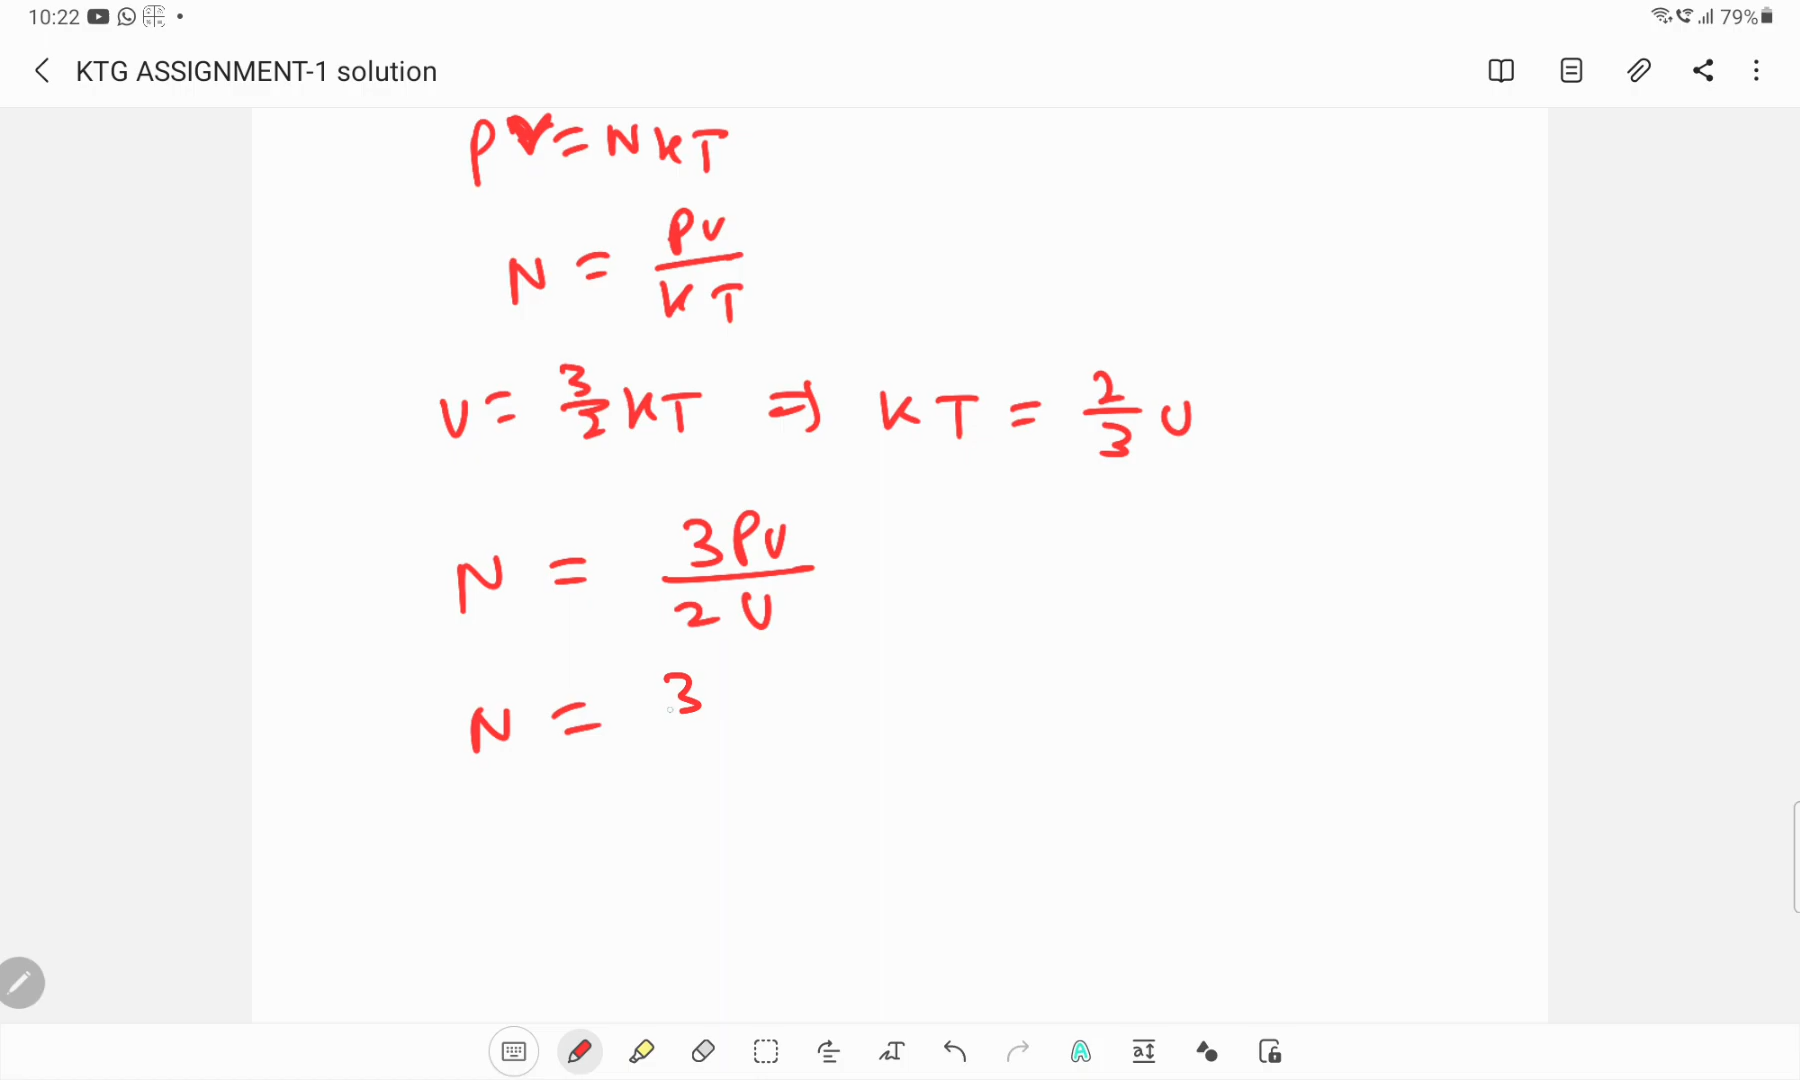 10:22 79%
KTG ASSIGNMENT-1 solution
PV = NKT
N = PV / KT
U = 3/2 KT ⇒ KT = 2/3 U
N = 3PV / 2U
N = 3